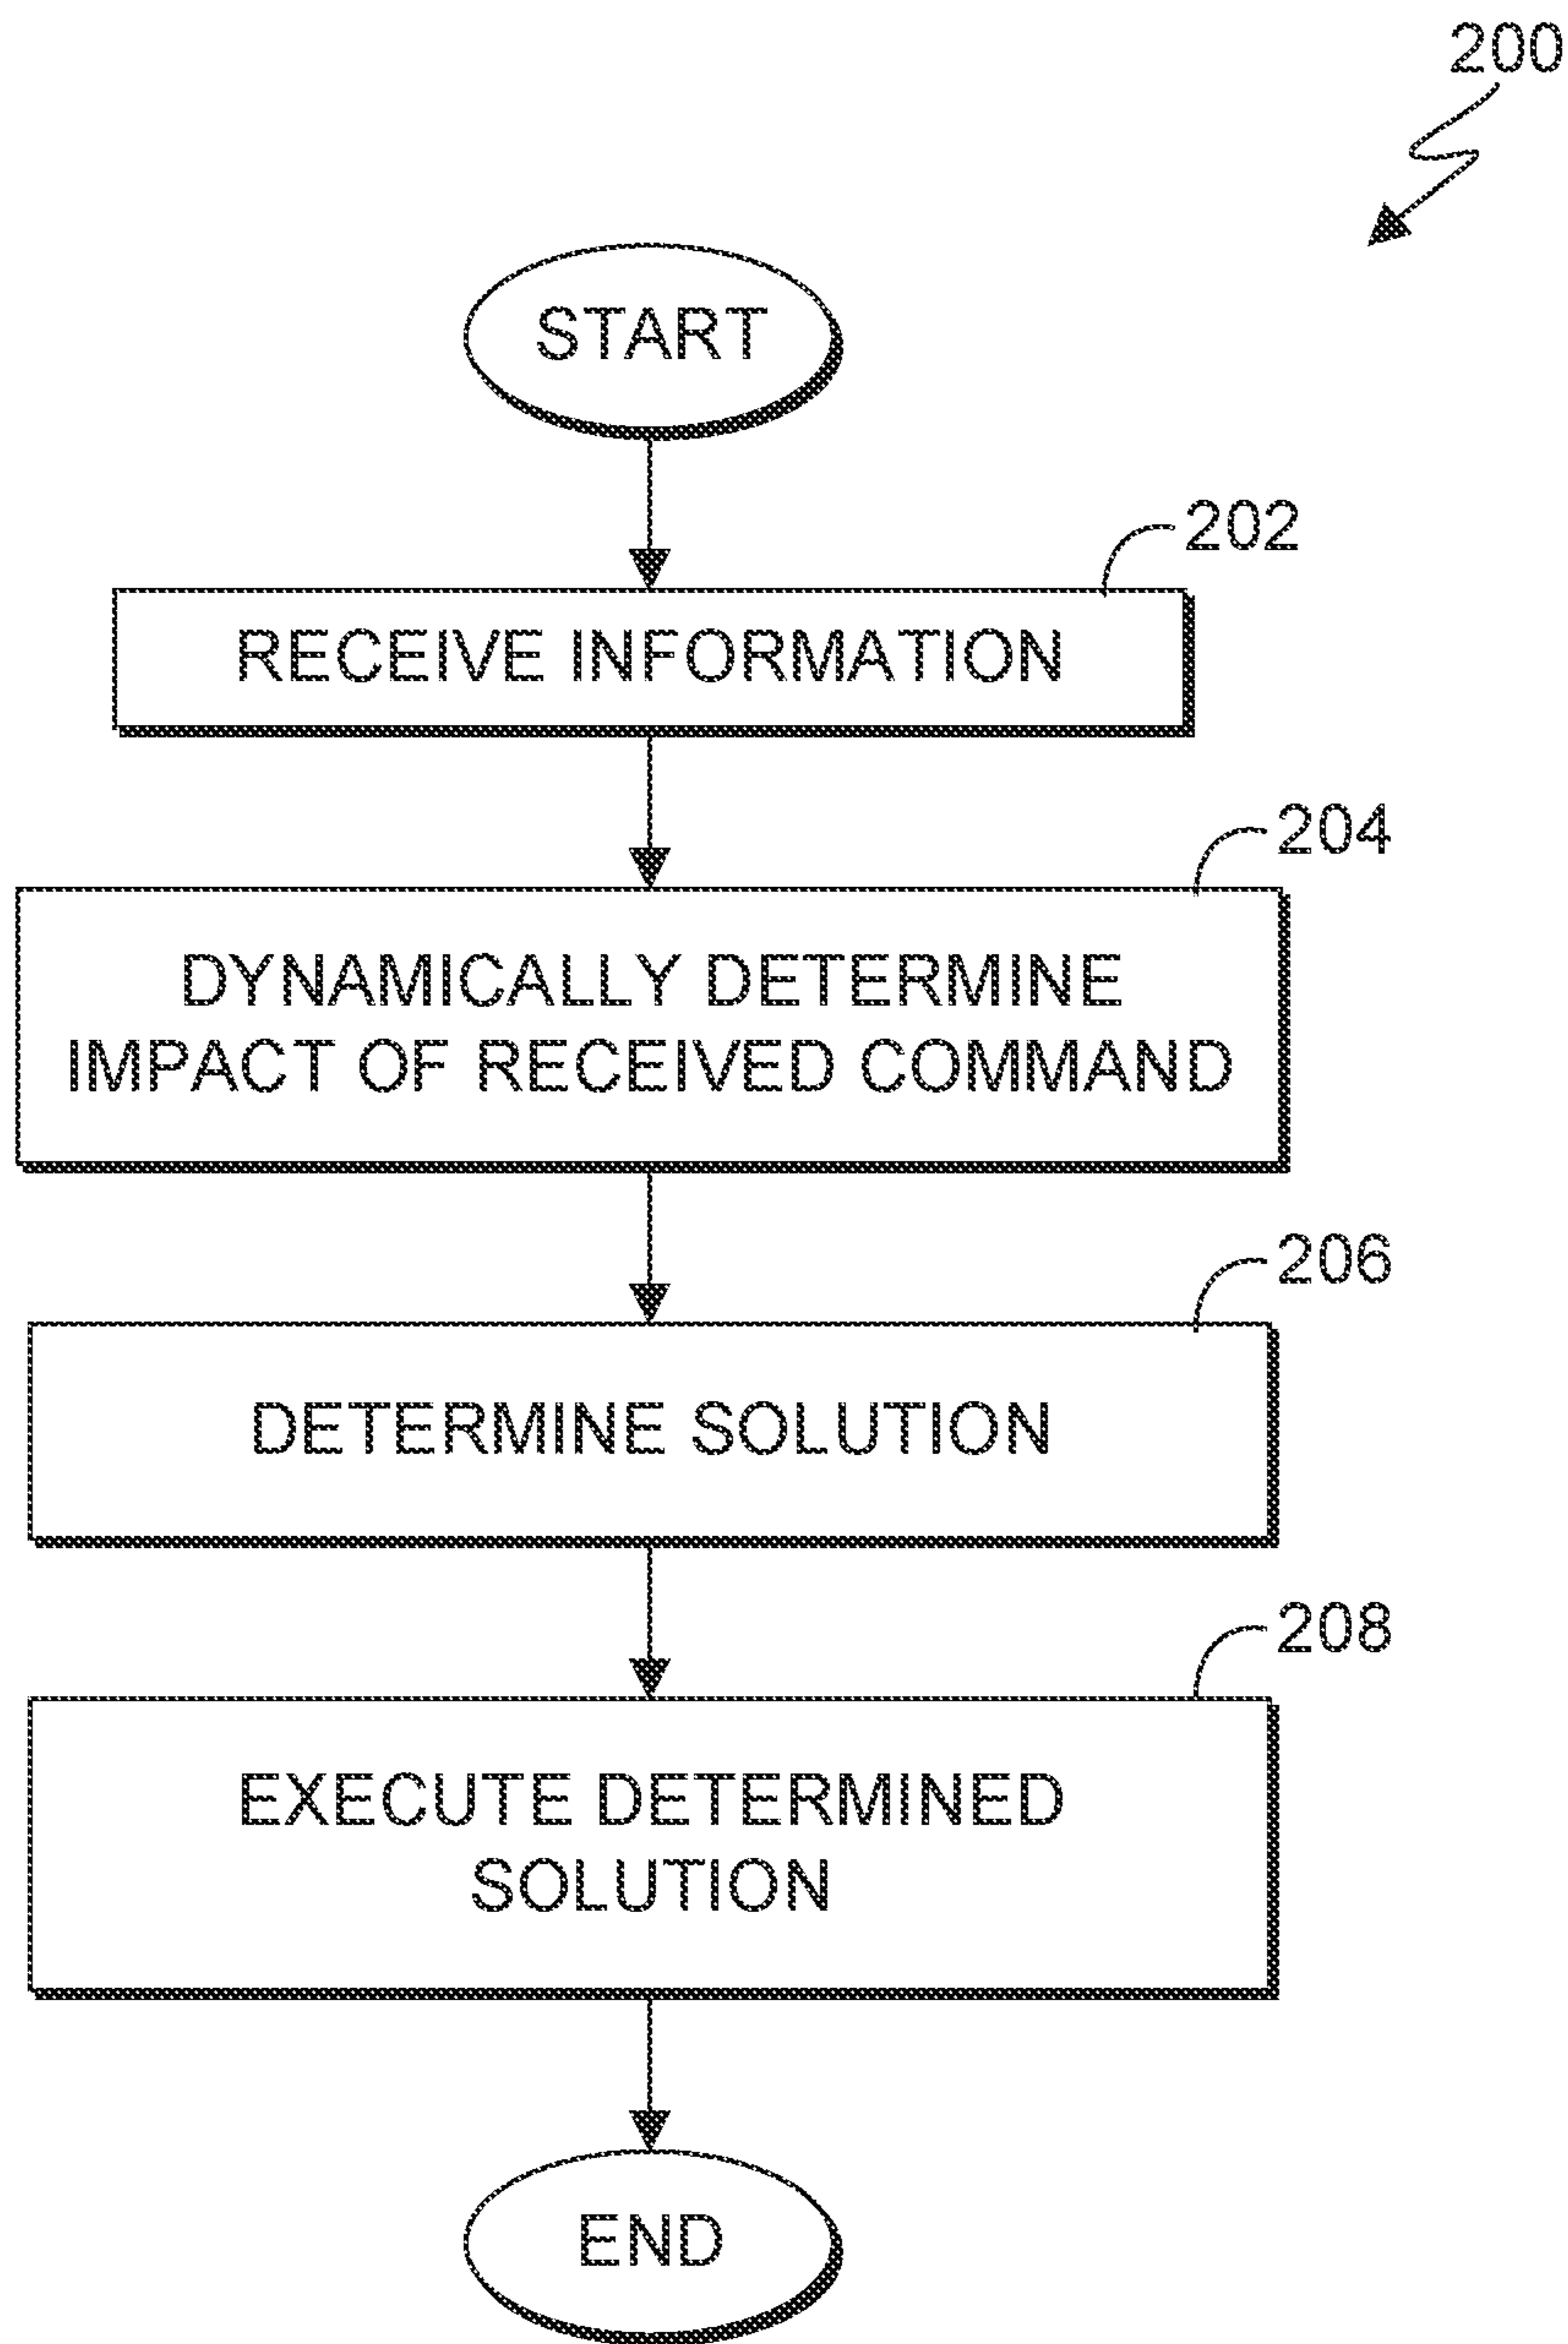 200
START
202
RECEIVE INFORMATION
204
DYNAMICALLY DETERMINE
IMPACT OF RECEIVED COMMAND
206
DETERMINE SOLUTION
208
EXECUTE DETERMINED
SOLUTION
END